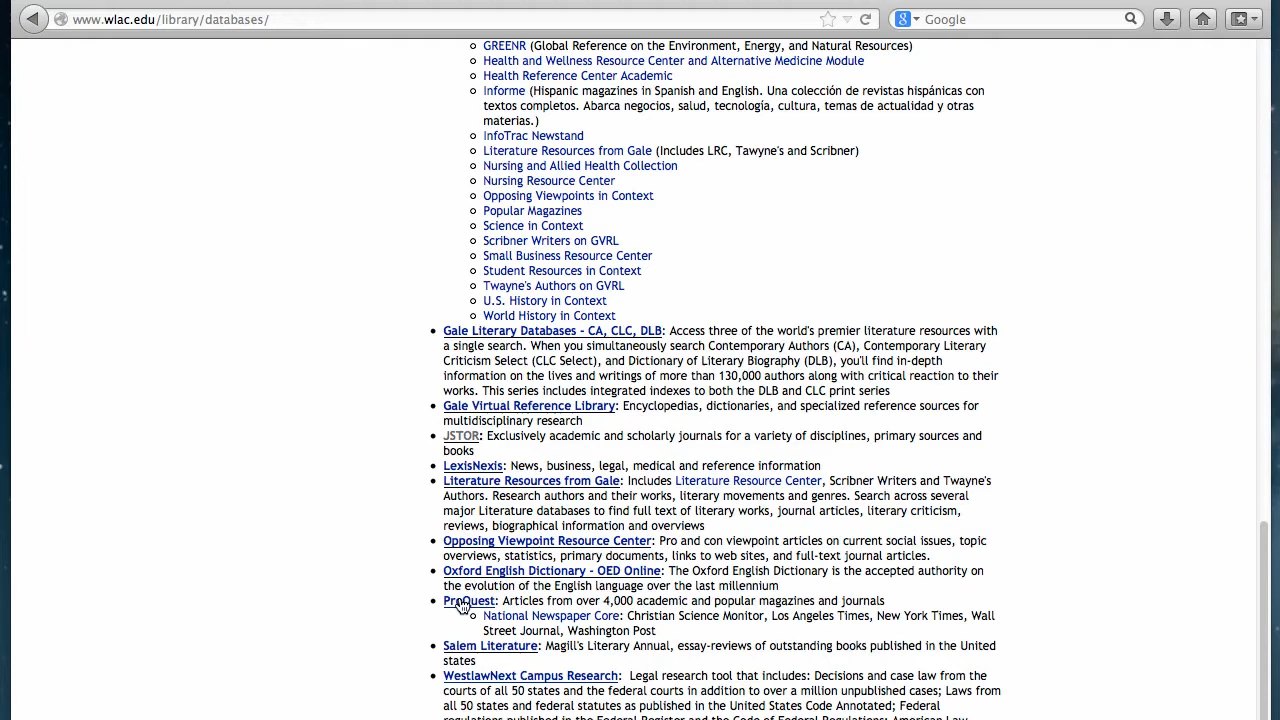 www.wlac.edu/library/databases/
Google
GREENR (Global Reference on the Environment, Energy, and Natural Resources)
Health and Wellness Resource Center and Alternative Medicine Module
Health Reference Center Academic
Informe (Hispanic magazines in Spanish and English. Una colección de revistas hispánicas con
textos completos. Abarca negocios, salud, tecnología, cultura, temas de actualidad y otras
materias.)
InfoTrac Newstand
Literature Resources from Gale (Includes LRC, Tawyne's and Scribner)
Nursing and Allied Health Collection
Nursing Resource Center
Opposing Viewpoints in Context
Popular Magazines
Science in Context
Scribner Writers on GVRL
Small Business Resource Center
Student Resources in Context
Twayne's Authors on GVRL
U.S. History in Context
World History in Context
Gale Literary Databases - CA, CLC, DLB: Access three of the world's premier literature resources with
a single search. When you simultaneously search Contemporary Authors (CA), Contemporary Literary
Criticism Select (CLC Select), and Dictionary of Literary Biography (DLB), you'll find in-depth
information on the lives and writings of more than 130,000 authors along with critical reaction to their
works. This series includes integrated indexes to both the DLB and CLC print series
Gale Virtual Reference Library: Encyclopedias, dictionaries, and specialized reference sources for
multidisciplinary research
JSTOR: Exclusively academic and scholarly journals for a variety of disciplines, primary sources and
books
LexisNexis: News, business, legal, medical and reference information
Literature Resources from Gale: Includes Literature Resource Center, Scribner Writers and Twayne's
Authors. Research authors and their works, literary movements and genres. Search across several
major Literature databases to find full text of literary works, journal articles, literary criticism,
reviews, biographical information and overviews
Opposing Viewpoint Resource Center: Pro and con viewpoint articles on current social issues, topic
overviews, statistics, primary documents, links to web sites, and full-text journal articles.
Oxford English Dictionary - OED Online: The Oxford English Dictionary is the accepted authority on
the evolution of the English language over the last millennium
ProQuest: Articles from over 4,000 academic and popular magazines and journals
National Newspaper Core: Christian Science Monitor, Los Angeles Times, New York Times, Wall
Street Journal, Washington Post
Salem Literature: Magill's Literary Annual, essay-reviews of outstanding books published in the United
states
WestlawNext Campus Research: Legal research tool that includes: Decisions and case law from the
courts of all 50 states and the federal courts in addition to over a million unpublished cases; Laws from
all 50 states and federal statutes as published in the United States Code Annotated; Federal
regulations published in the Federal Register and the Code of Federal Regulations; American Law